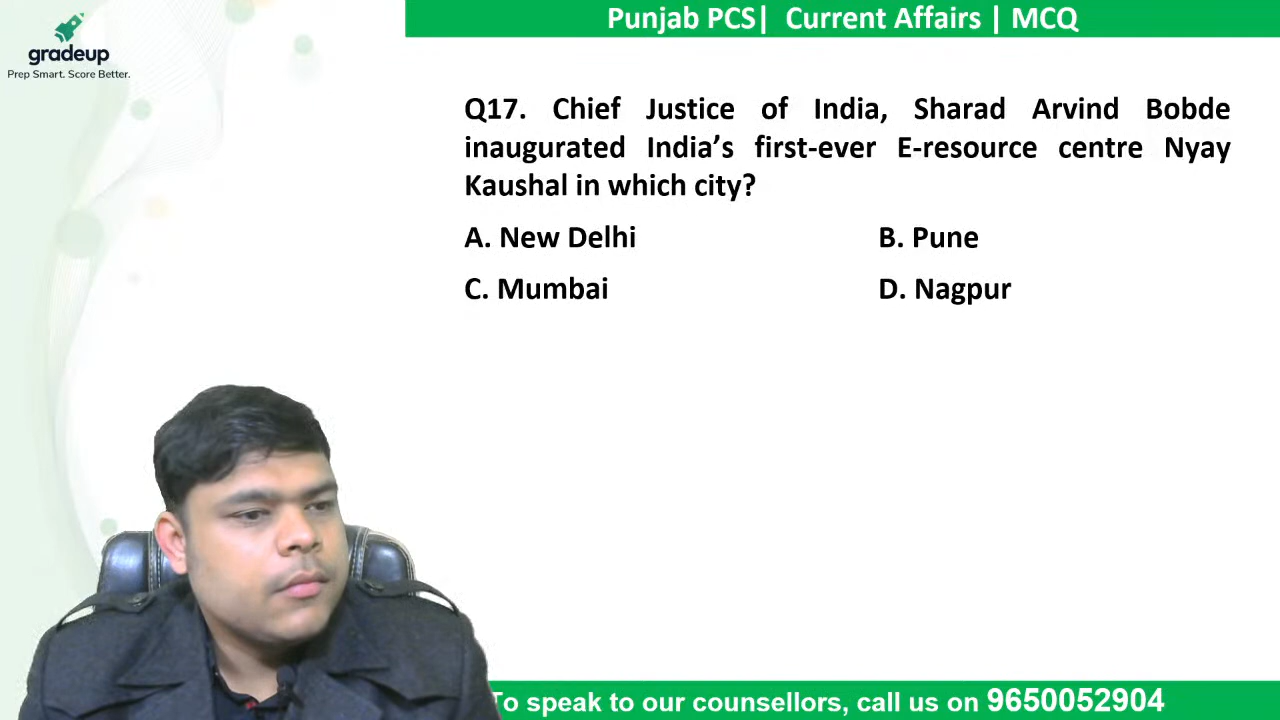 Punjab PCS| Current Affairs | MCQ
gradeup
Prep Smart. Score Better.
Q17. Chief Justice of India, Sharad Arvind Bobde
inaugurated India's first-ever E-resource centre Nyay
Kaushal in which city?
A. New Delhi B. Pune
C. Mumbai D. Nagpur
To speak to our counsellors, call us on 9650052904